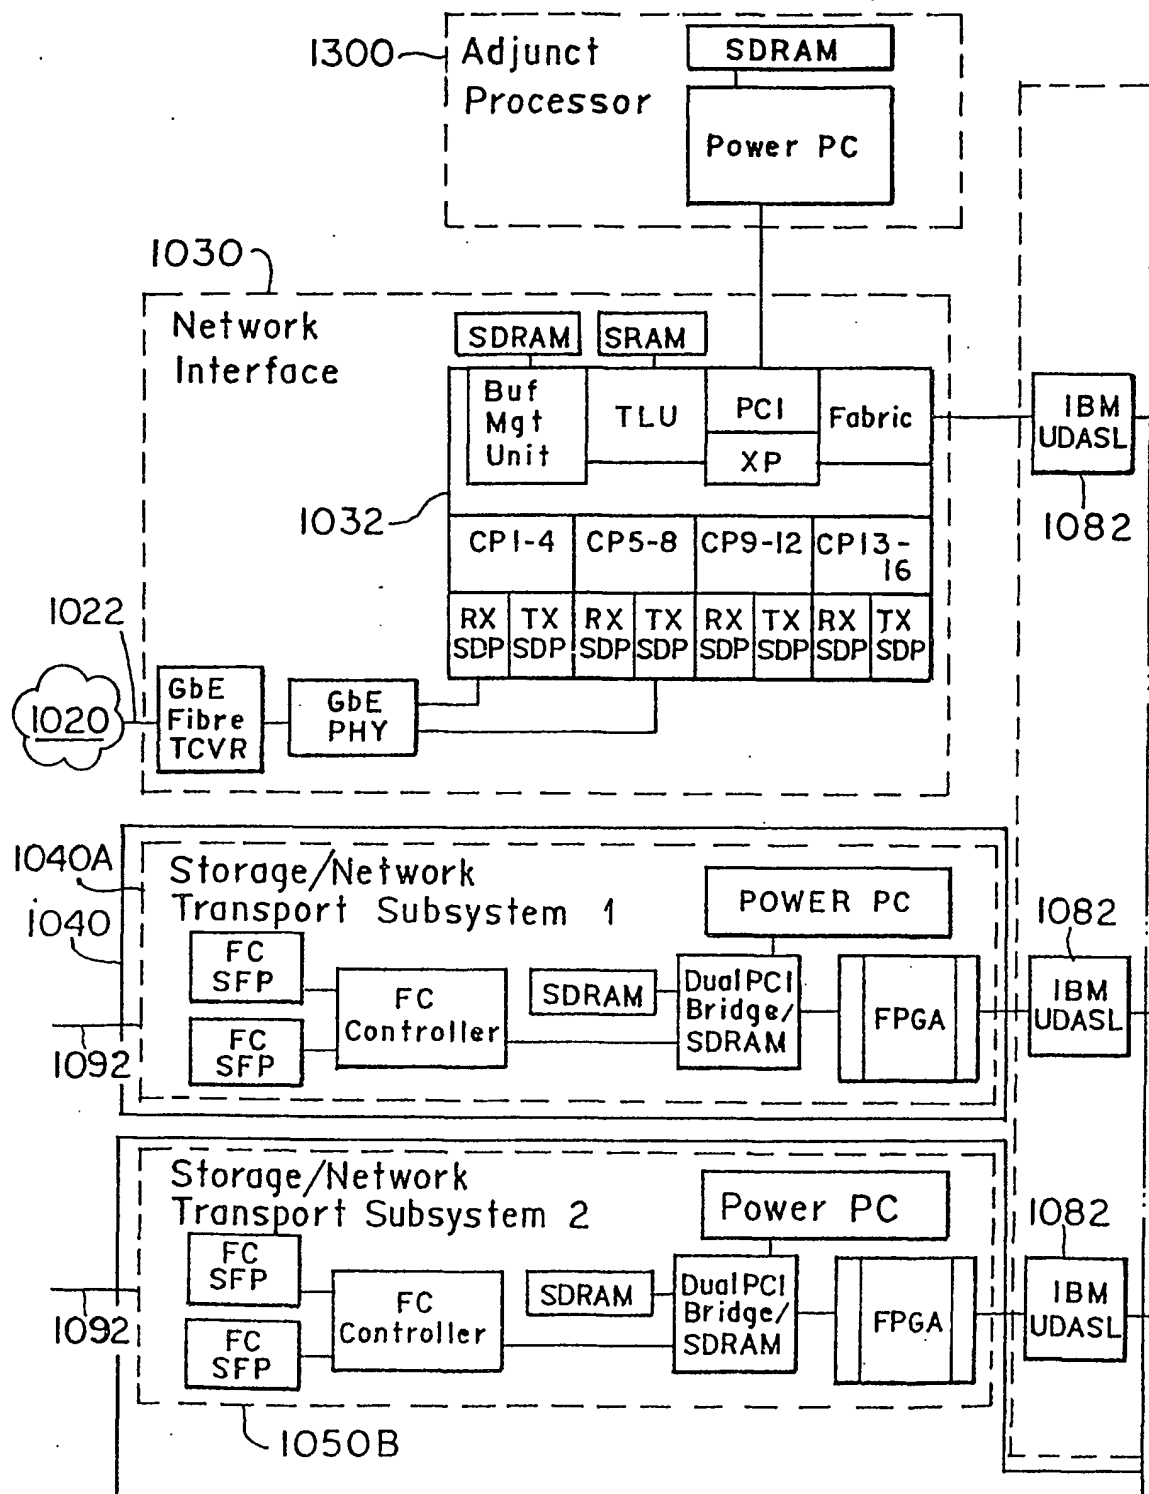 1300
Adjunct
Processor
SDRAM
Power PC
1030
Network
Interface
SDRAM
SRAM
Buf
Mgt
Unit
TLU
PCI
XP
Fabric
IBM
UDASL
1082
1032
CP1-4
CP5-8
CP9-12
CP13-
16
RX
SDP
TX
SDP
RX
SDP
TX
SDP
RX
SDP
TX
SDP
RX
SDP
TX
SDP
1022
1020
GbE
Fibre
TCVR
GbE
PHY
1040A
1040
Storage/Network
Transport Subsystem 1
POWER PC
FC
SFP
FC
SFP
FC
Controller
SDRAM
Dual PCI
Bridge/
SDRAM
FPGA
1082
IBM
UDASL
1092
Storage/Network
Transport Subsystem 2
Power PC
FC
SFP
FC
SFP
FC
Controller
SDRAM
Dual PCI
Bridge/
SDRAM
FPGA
1082
IBM
UDASL
1092
1050B